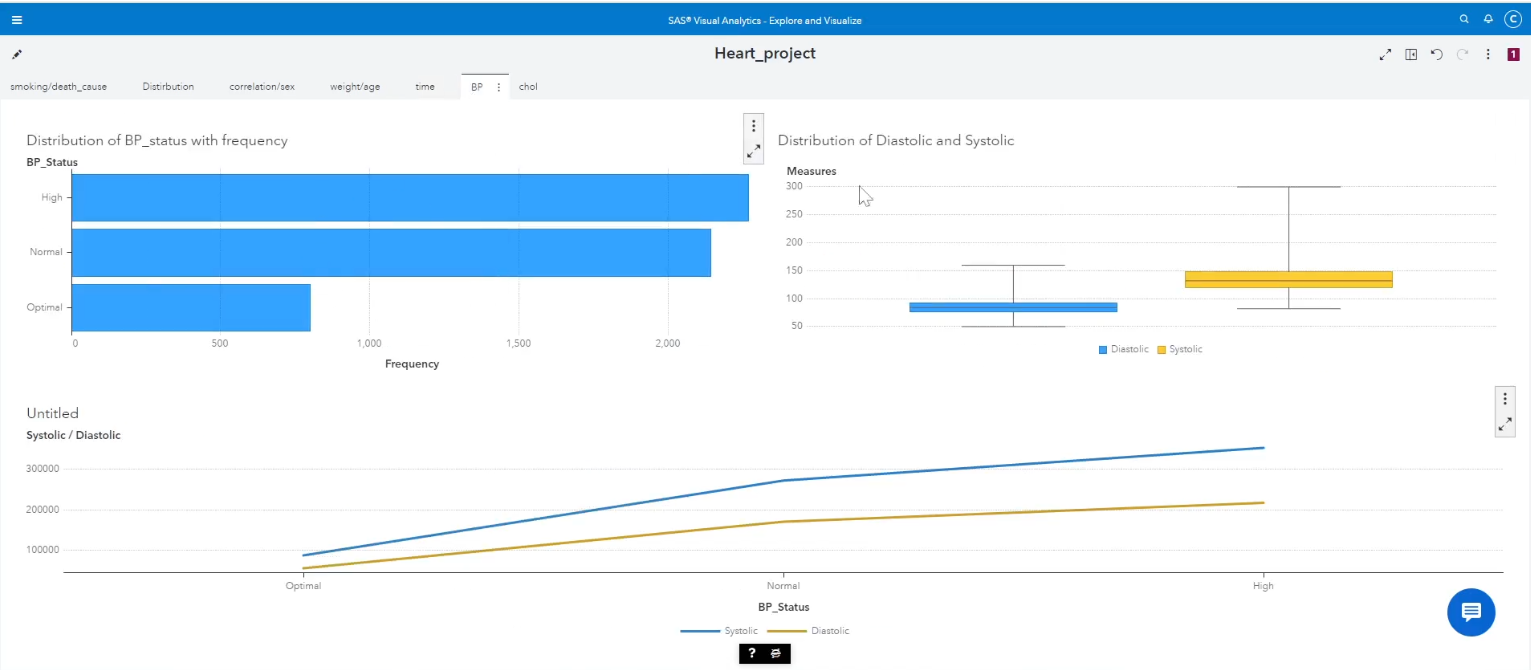 SAS® Visual Analytics - Explore and Visualize
C
Heart_project
1
smoking/death_cause
Distirbution
correlation/sex
weight/age
time
BP
chol
Distribution of BP_status with frequency
BP_Status
High
Normal
Optimal
0 500 1,000 1,500 2,000
Frequency
Distribution of Diastolic and Systolic
Measures
300
250
200
150
100
50
Diastolic Systolic
Untitled
Systolic / Diastolic
300000
200000
100000
Optimal Normal High
BP_Status
Systolic Diastolic
?